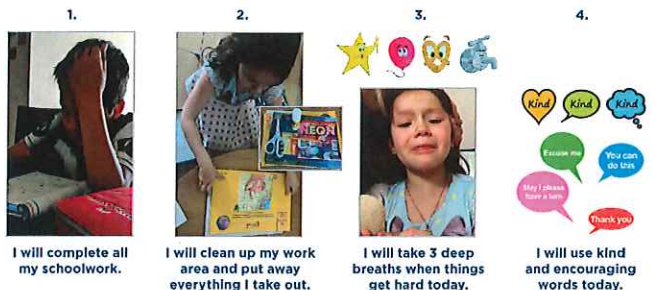 1.
2.
3.
4.
NEON
Kind
Kind
Kind
Excuse me
You can
do this
May I please
have a turn
Thank you
I will complete all
my schoolwork.
I will clean up my work
area and put away
everything I take out.
I will take 3 deep
breaths when things
get hard today.
I will use kind
and encouraging
words today.